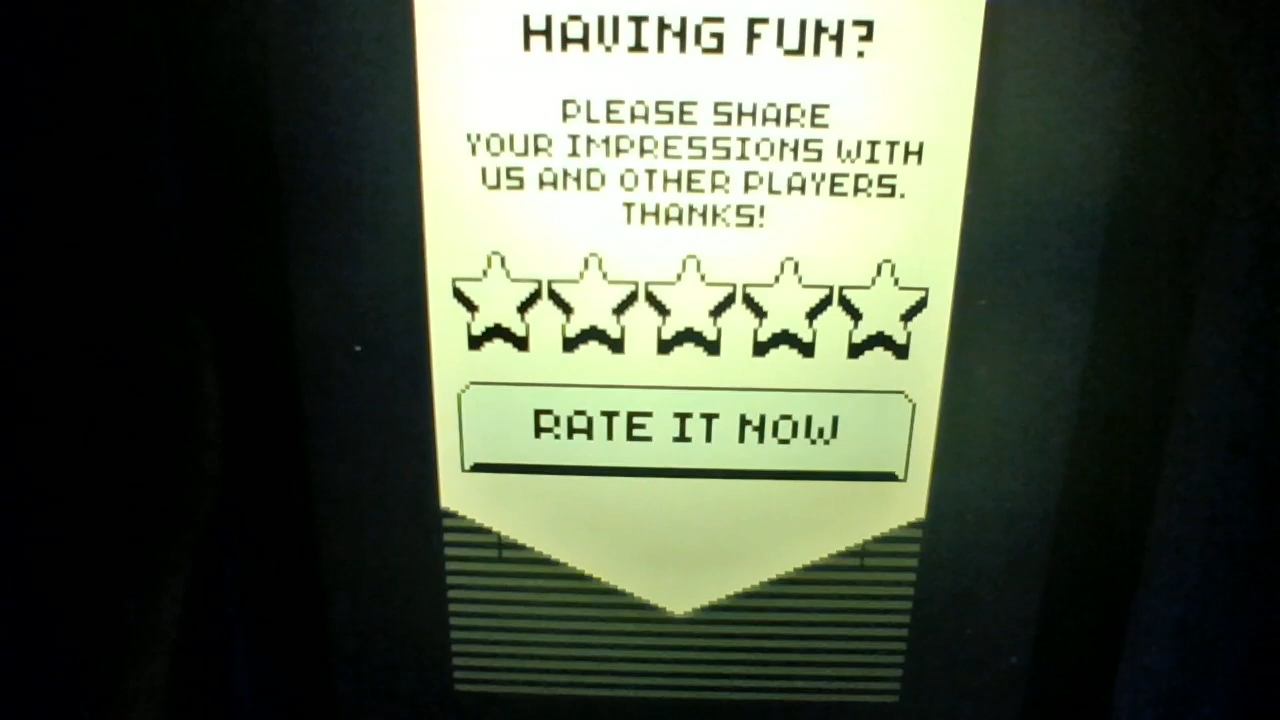 HAVING FUN?
PLEASE SHARE
YOUR IMPRESSIONS WITH
US AND OTHER PLAYERS.
THANKS!
RATE IT NOW